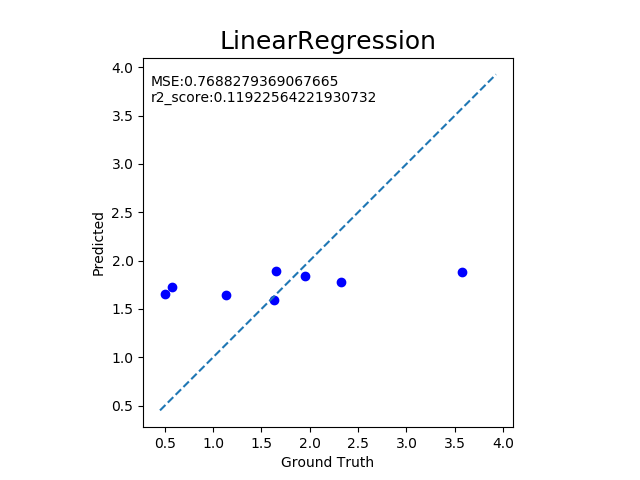 LinearRegression
MSE:0.7688279369067665
r2_score:0.11922564221930732
4.0
3.5
3.0
2.5
2.0
1.5
1.0
0.5
Predicted
0.5 1.0 1.5 2.0 2.5 3.0 3.5 4.0
Ground Truth